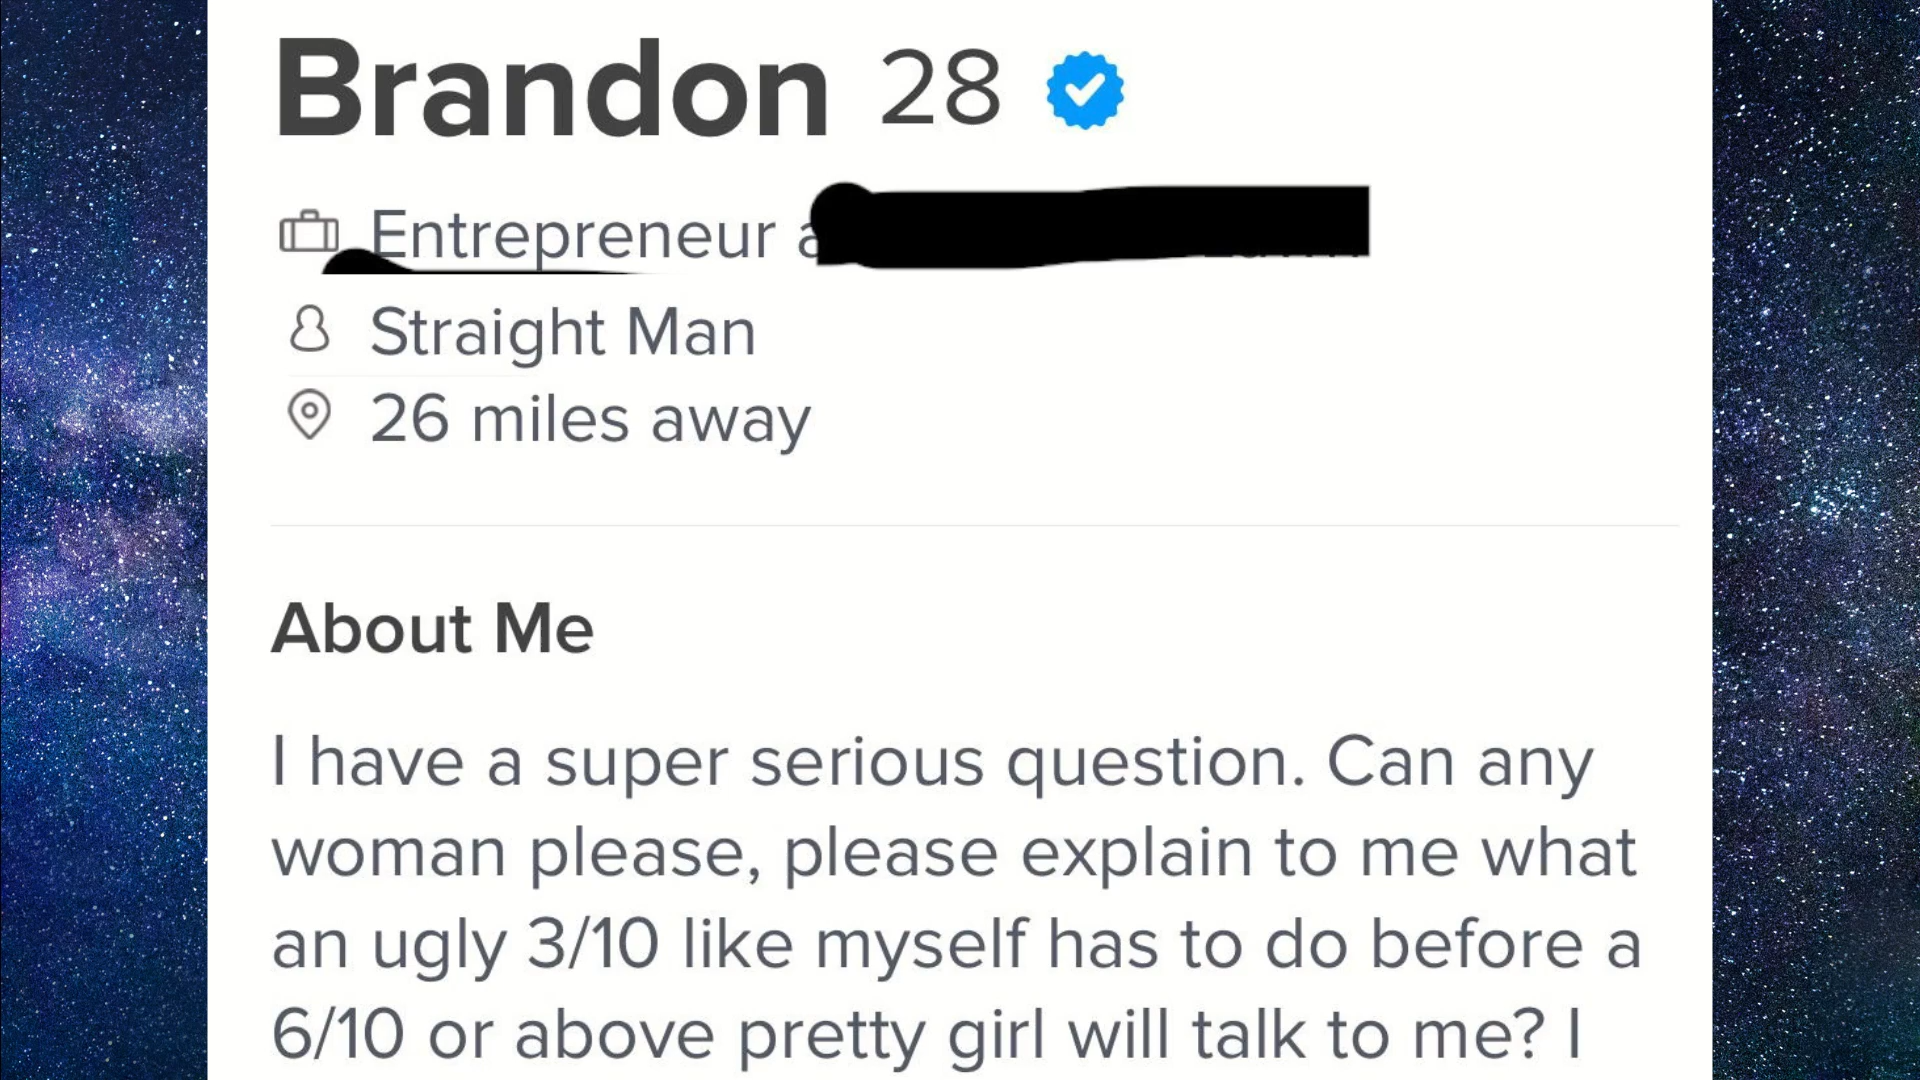 Brandon 28
Entrepreneur a
Straight Man
26 miles away
About Me
I have a super serious question. Can any
woman please, please explain to me what
an ugly 3/10 like myself has to do before a
6/10 or above pretty girl will talk to me? I